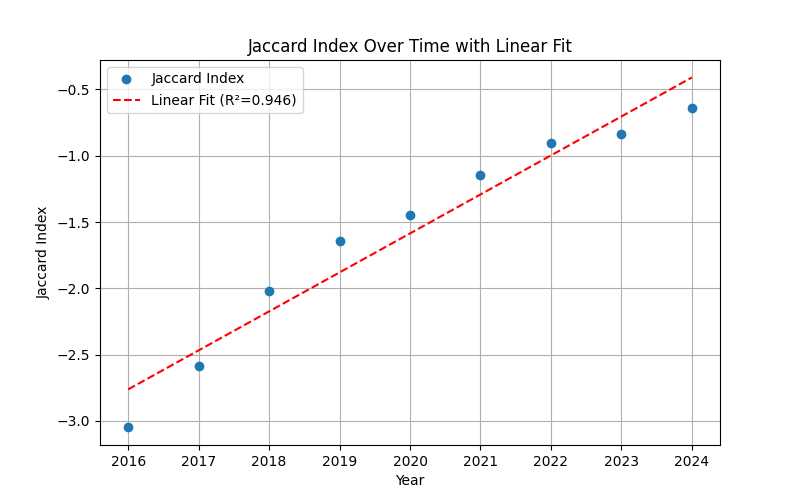 Jaccard Index Over Time with Linear Fit
Jaccard Index
Linear Fit (R²=0.946)
−0.5
−1.0
−1.5
−2.0
−2.5
−3.0
Jaccard Index
2016 2017 2018 2019 2020 2021 2022 2023 2024
Year